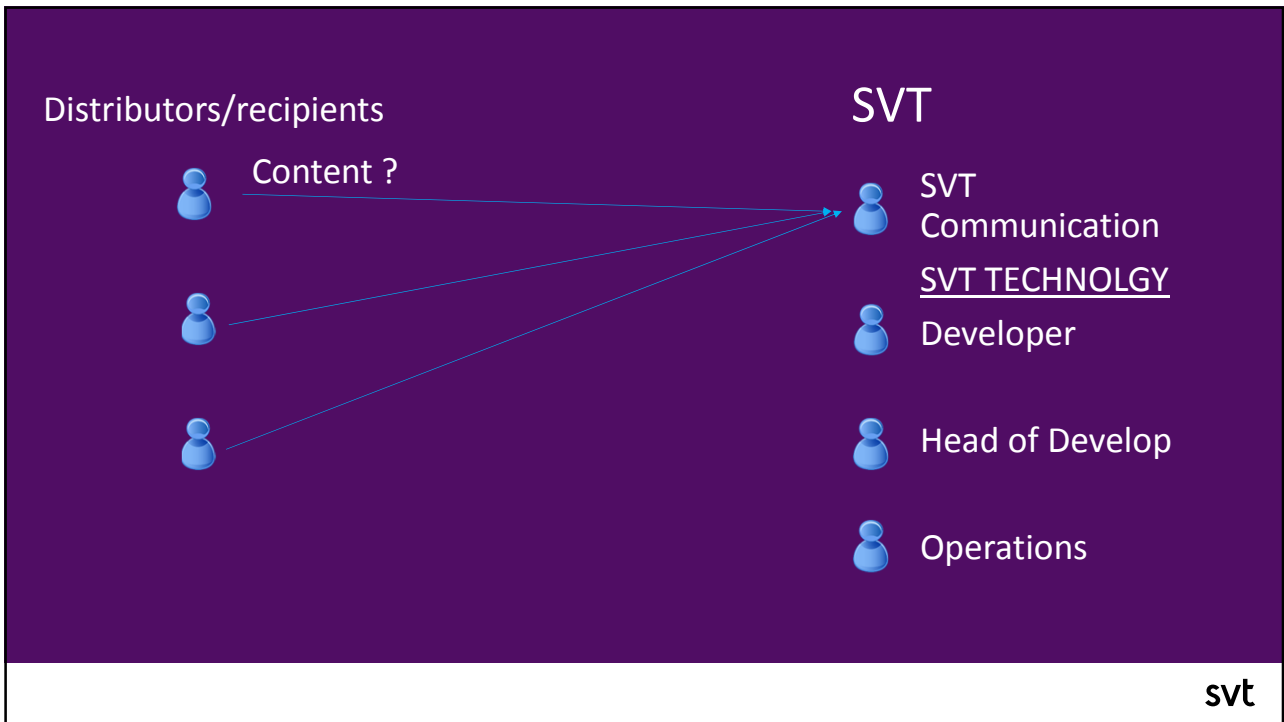 Distributors/recipients
SVT
Content ?
SVT
Communication
SVT TECHNOLGY
Developer
Head of Develop
Operations
svt